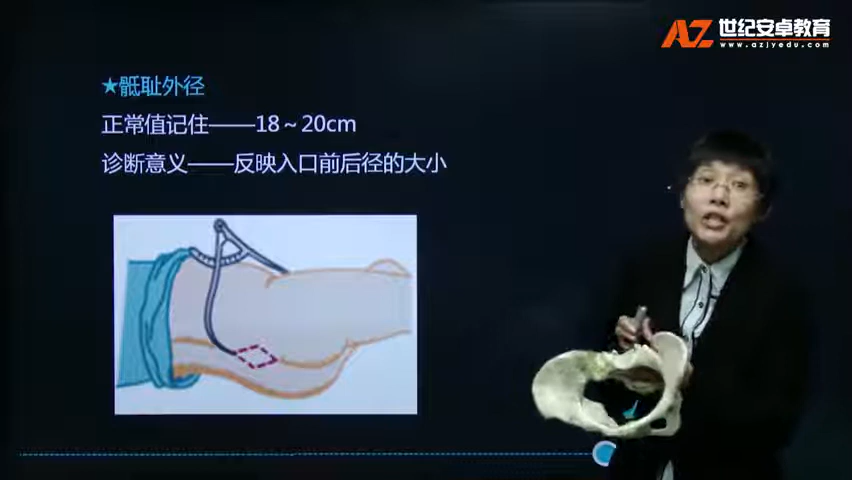 AZ 世纪安卓教育
www.azjyedu.com
★骶耻外径
正常值记住——18～20cm
诊断意义——反映入口前后径的大小